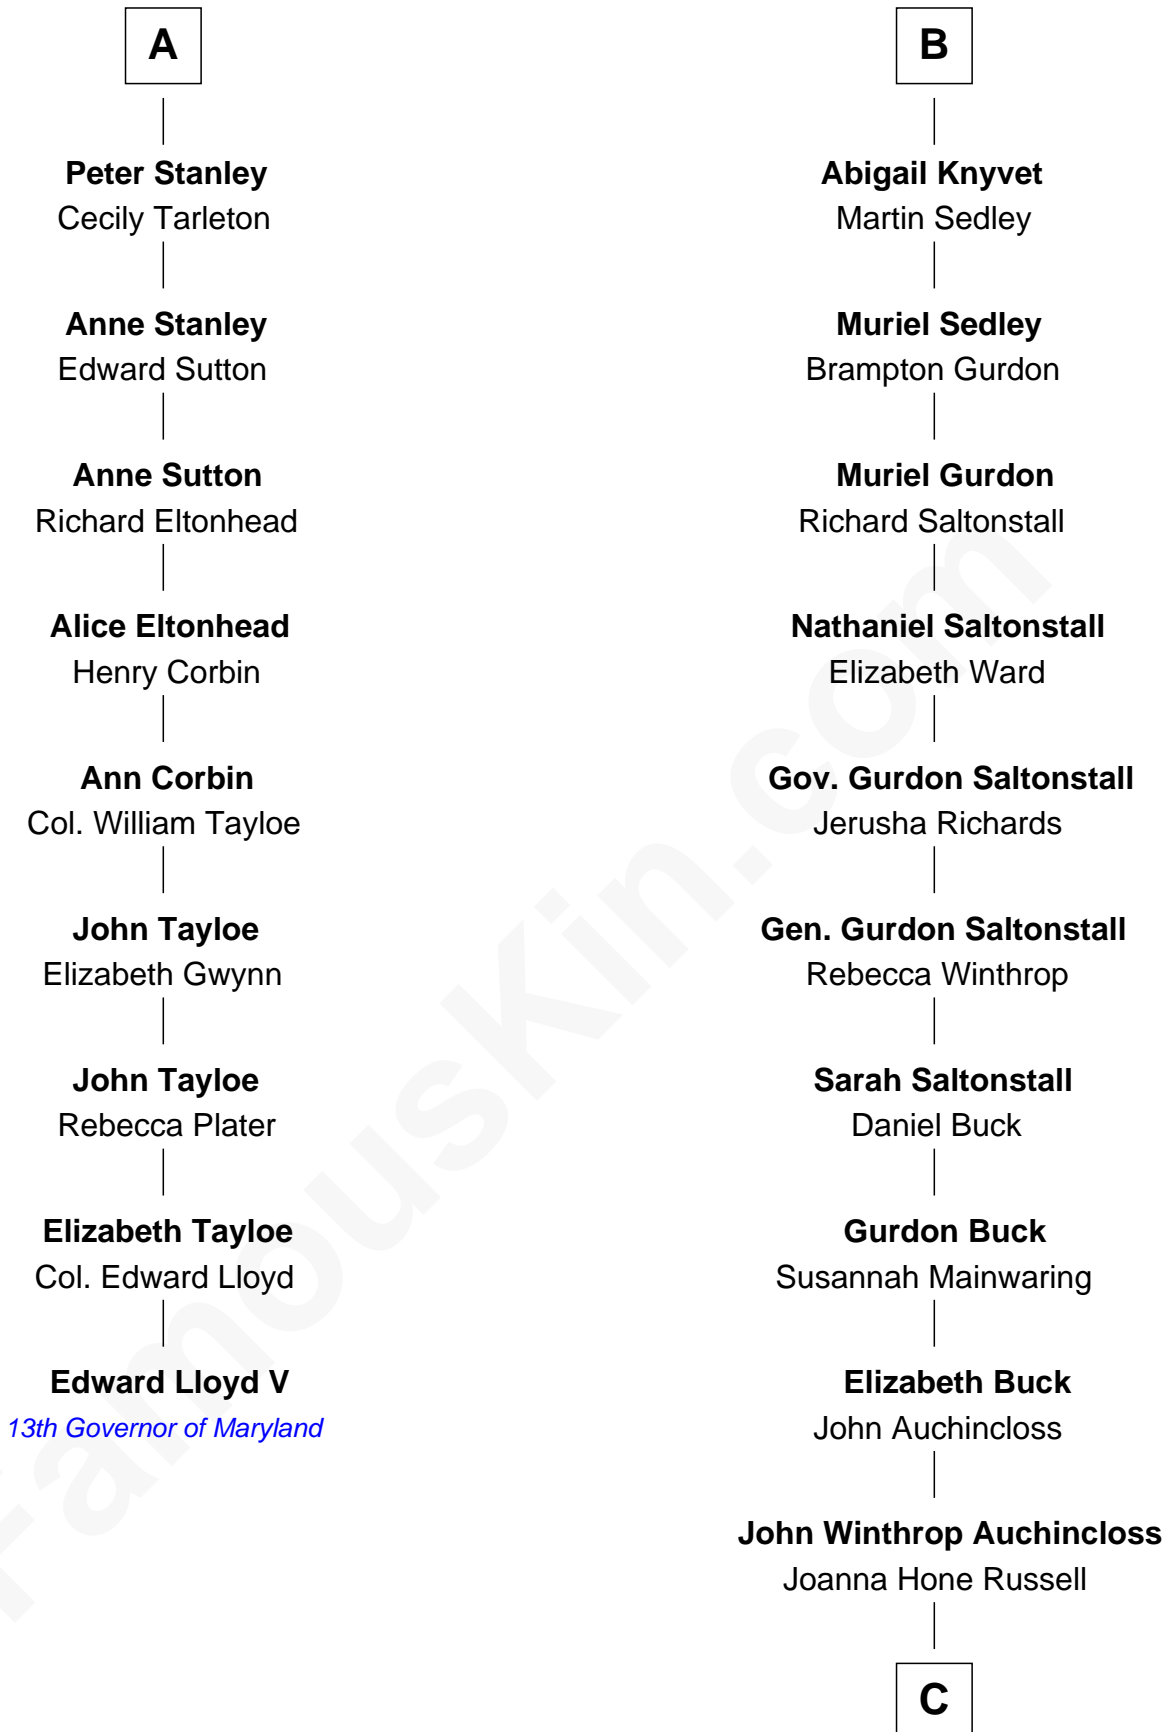 A
Peter Stanley
Cecily Tarleton
Anne Stanley
Edward Sutton
Anne Sutton
Richard Eltonhead
Alice Eltonhead
Henry Corbin
Ann Corbin
Col. William Tayloe
John Tayloe
Elizabeth Gwynn
John Tayloe
Rebecca Plater
Elizabeth Tayloe
Col. Edward Lloyd
Edward Lloyd V
13th Governor of Maryland
B
Abigail Knyvet
Martin Sedley
Muriel Sedley
Brampton Gurdon
Muriel Gurdon
Richard Saltonstall
Nathaniel Saltonstall
Elizabeth Ward
Gov. Gurdon Saltonstall
Jerusha Richards
Gen. Gurdon Saltonstall
Rebecca Winthrop
Sarah Saltonstall
Daniel Buck
Gurdon Buck
Susannah Mainwaring
Elizabeth Buck
John Auchincloss
John Winthrop Auchincloss
Joanna Hone Russell
C
FamousKin.com